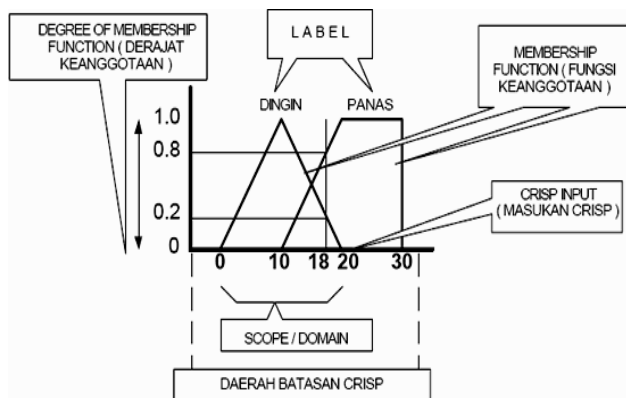 DEGREE OF MEMBERSHIP
FUNCTION ( DERAJAT
KEANGGOTAAN )
L A B E L
MEMBERSHIP
FUNCTION ( FUNGSI
KEANGGOTAAN )
DINGIN
PANAS
1.0
0.8
0.2
0
CRISP INPUT
( MASUKAN CRISP )
0 10 18 20 30
SCOPE / DOMAIN
DAERAH BATASAN CRISP